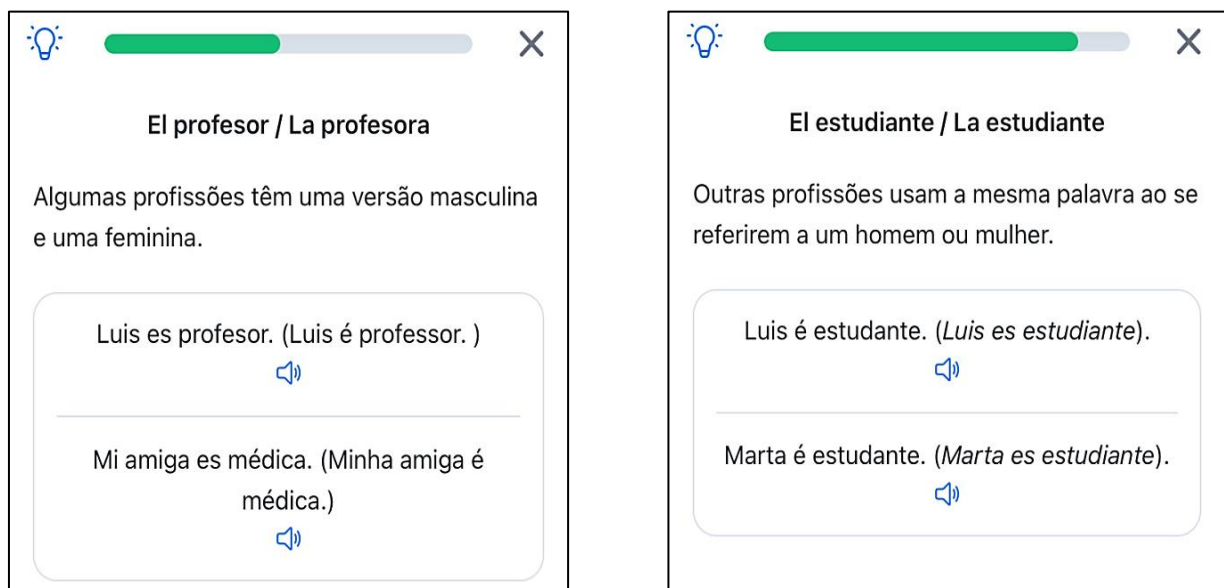 El profesor / La profesora
Algumas profissões têm uma versão masculina
e uma feminina.
Luis es profesor. (Luis é professor. )
Mi amiga es médica. (Minha amiga é
médica.)
El estudiante / La estudiante
Outras profissões usam a mesma palavra ao se
referirem a um homem ou mulher.
Luis é estudante. (Luis es estudiante).
Marta é estudante. (Marta es estudiante).